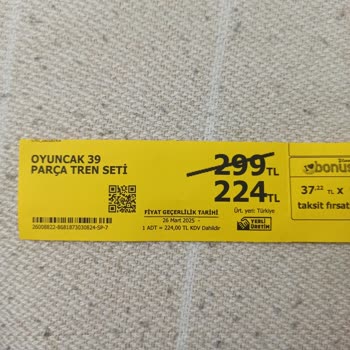 OYUNCAK 39
PARÇA TREN SETİ
299TL
224TL
FİYAT GEÇERLİLİK TARİHİ
26 Mart 2025 -
1 ADT = 224,00 TL KDV Dahildir
Ürt. yeri: Türkiye
YERLİ
ÜRETİM
bonus
37,22 TL x
taksit fırsat